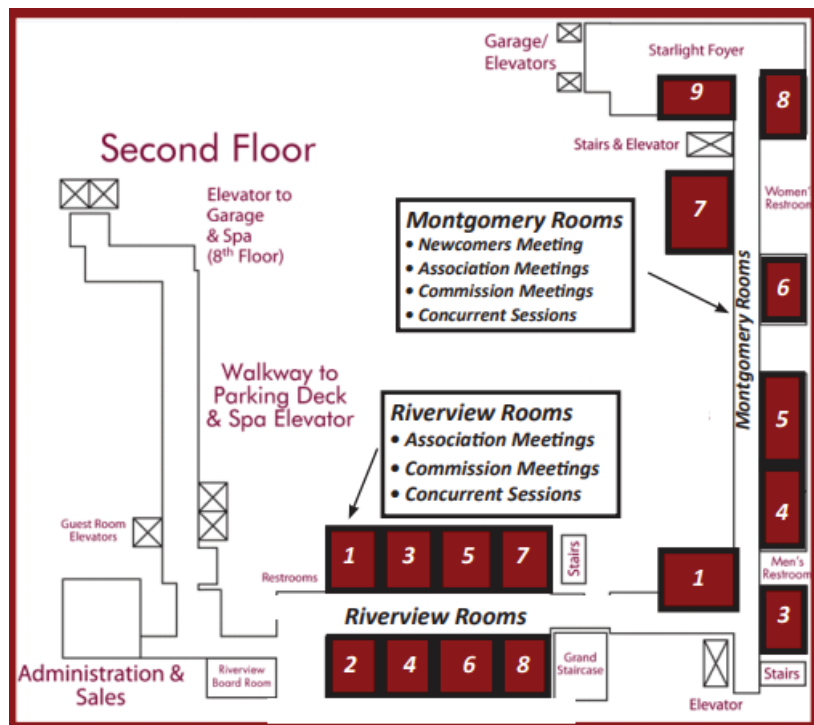 Garage/
Elevators
Starlight Foyer
9
8
Second Floor
Stairs & Elevator
Elevator to
Garage
& Spa
(8th Floor)
7
Women's
Restroom
Montgomery Rooms
• Newcomers Meeting
• Association Meetings
• Commission Meetings
• Concurrent Sessions
6
Montgomery Rooms
Walkway to
Parking Deck
& Spa Elevator
Riverview Rooms
• Association Meetings
• Commission Meetings
• Concurrent Sessions
5
4
Guest Room
Elevators
1
3
5
7
Stairs
Restrooms
1
Men's
Restroom
3
Riverview Rooms
2
4
6
8
Grand
Staircase
Administration &
Sales
Riverview
Board Room
Stairs
Elevator